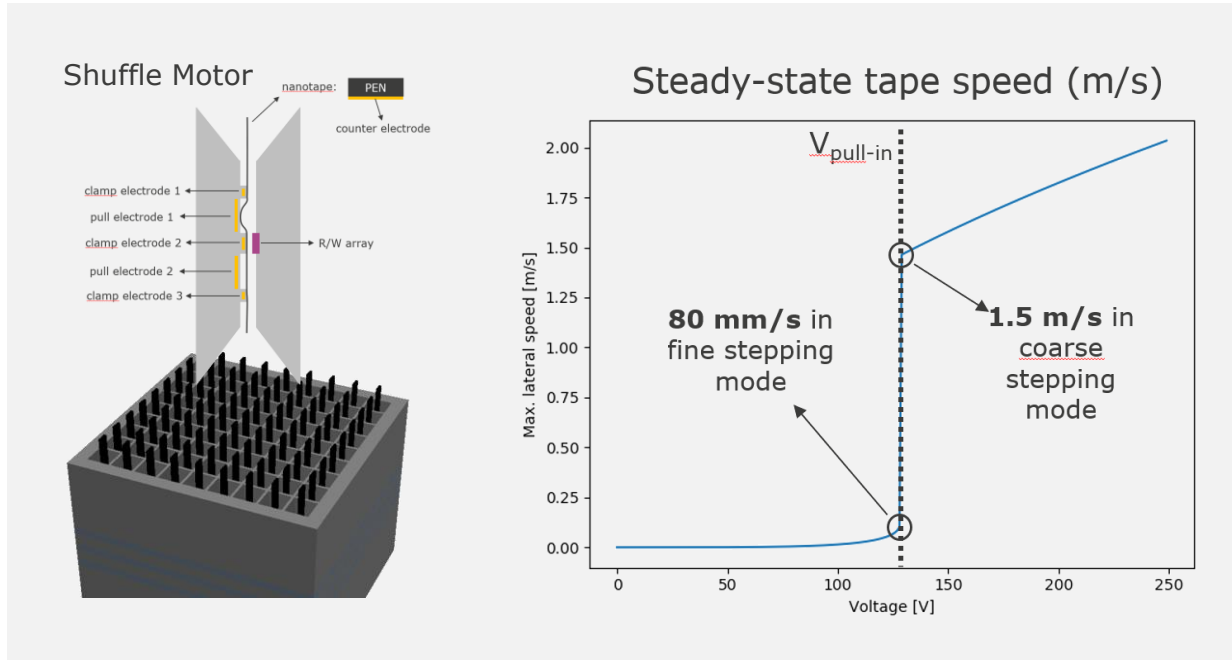 Shuffle Motor
nanotape:
PEN
counter electrode
clamp electrode 1
pull electrode 1
clamp electrode 2
R/W array
pull electrode 2
clamp electrode 3
Steady-state tape speed (m/s)
Vpull-in
2.00
1.75
1.50
1.25
1.00
0.75
0.50
0.25
0.00
Max. lateral speed [m/s]
80 mm/s in
fine stepping
mode
1.5 m/s in
coarse
stepping
mode
0
50
100
150
200
250
Voltage [V]